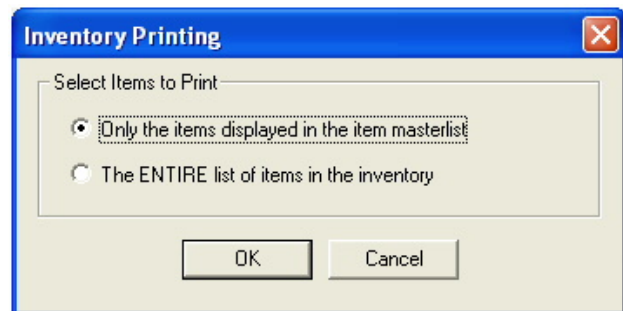 Inventory Printing
Select Items to Print
Only the items displayed in the item masterlist
The ENTIRE list of items in the inventory
OK Cancel